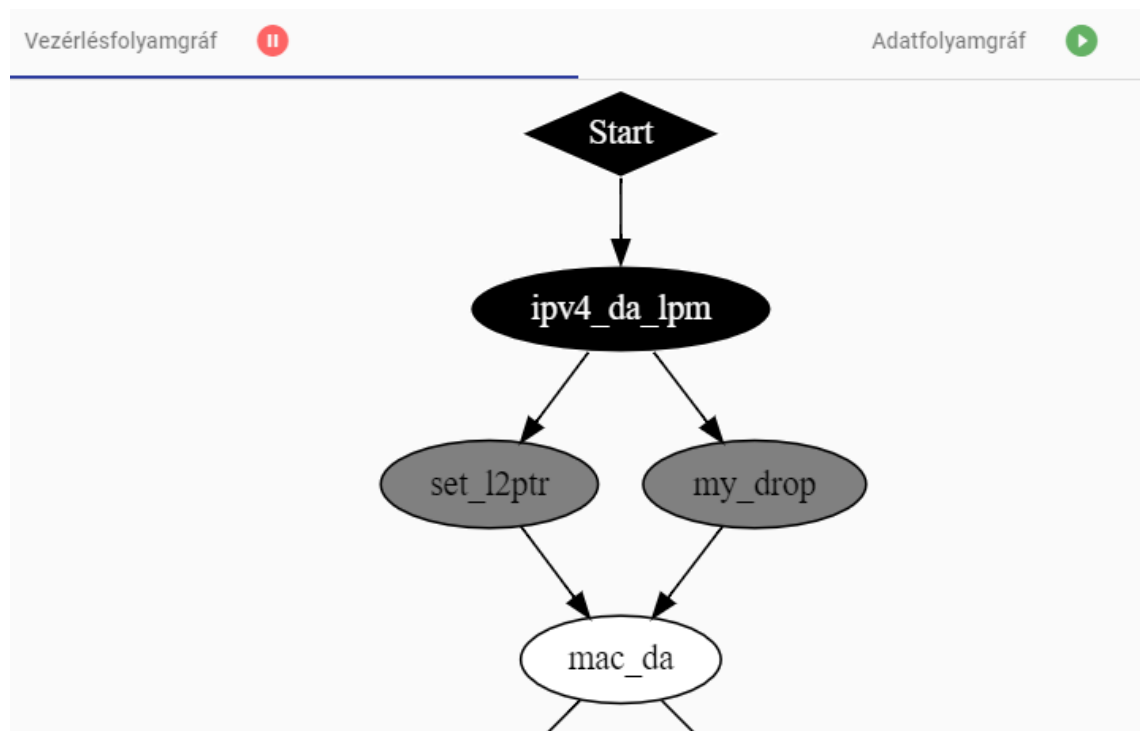 Vezérlésfolyamgráf
Adatfolyamgráf
Start
ipv4_da_lpm
set_l2ptr
my_drop
mac_da